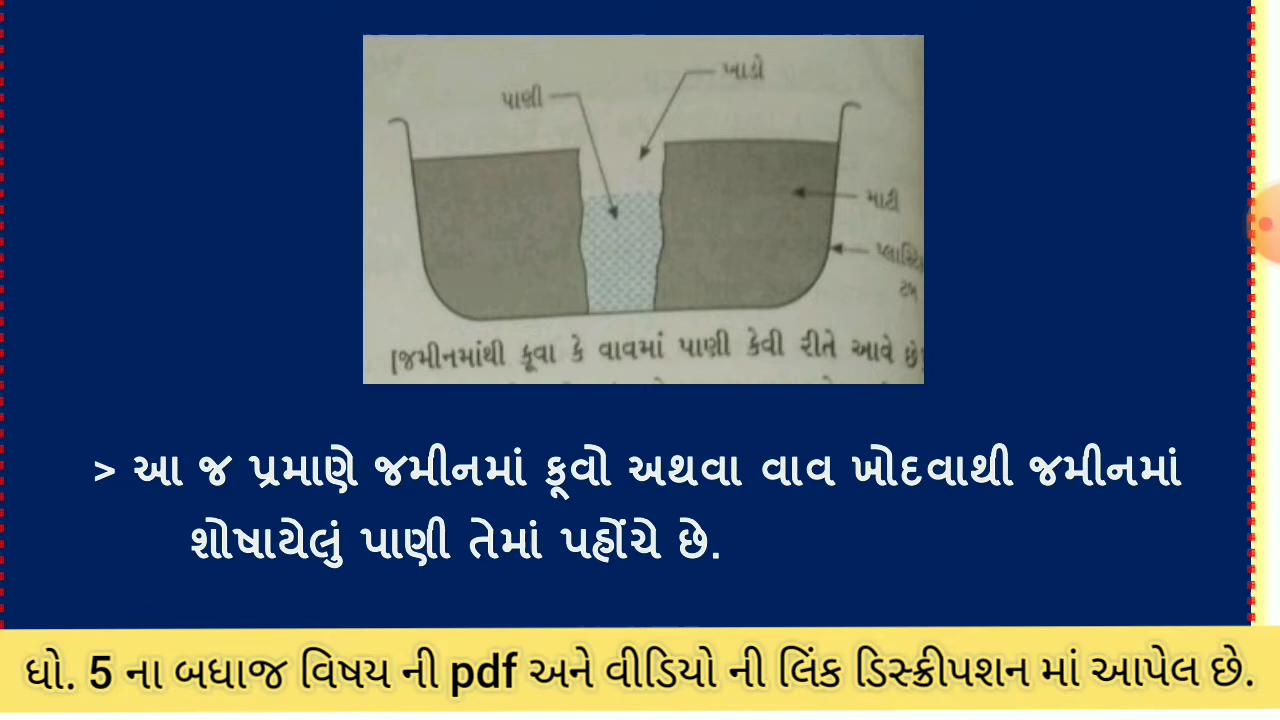 ખાડો
પાણી
માટી
ટબ
[જમીનમાંથી કૂવા કે વાવમાં પાણી કેવી રીતે આવે છે
> આ જ પ્રમાણે જમીનમાં કૂવો અથવા વાવ ખોદવાથી જમીનમાં
શોષાયેલું પાણી તેમાં પહોંચે છે.
ધો. 5 ના બધાજ વિષય ની pdf અને વીડિયો ની લિંક ડિસ્ક્રીપશન માં આપેલ છે.